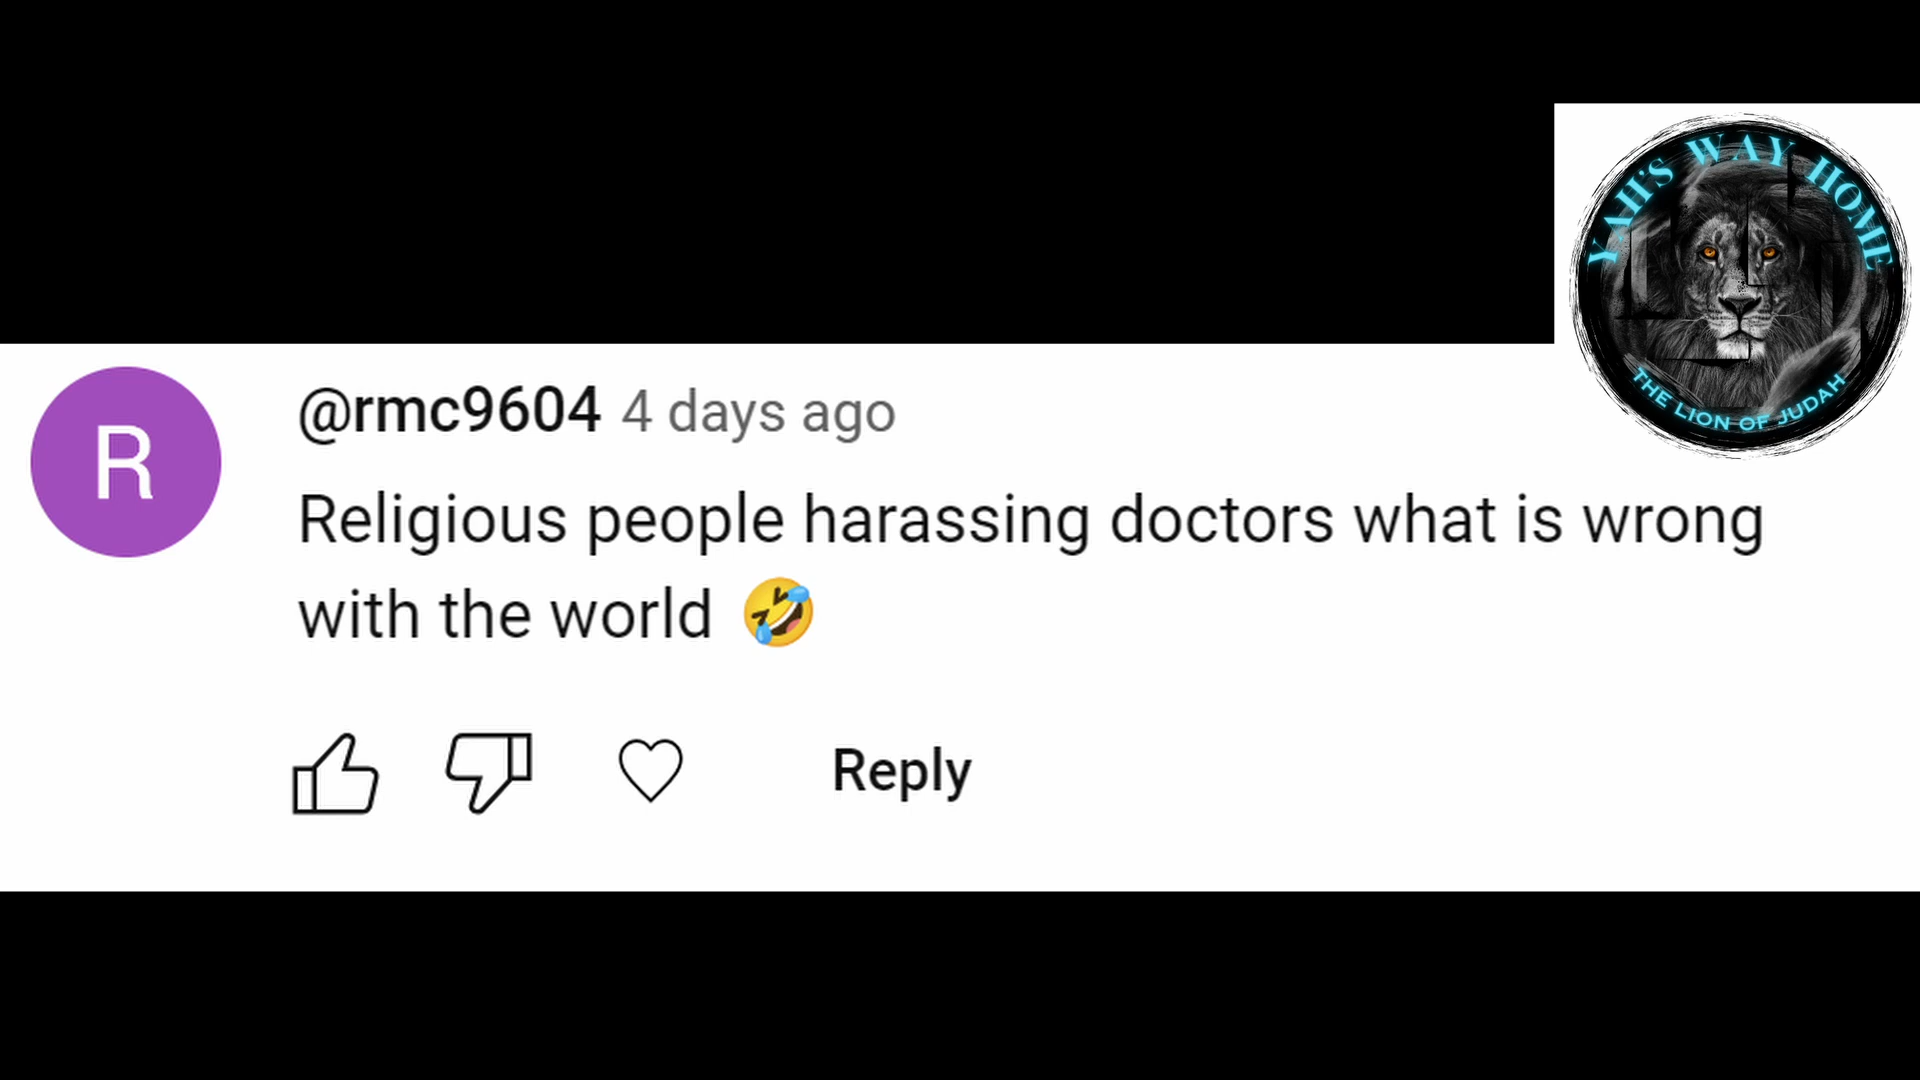 YAH'S WAY HOME
THE LION OF JUDAH
R
@rmc9604 4 days ago
Religious people harassing doctors what is wrong
with the world 🤣
Reply